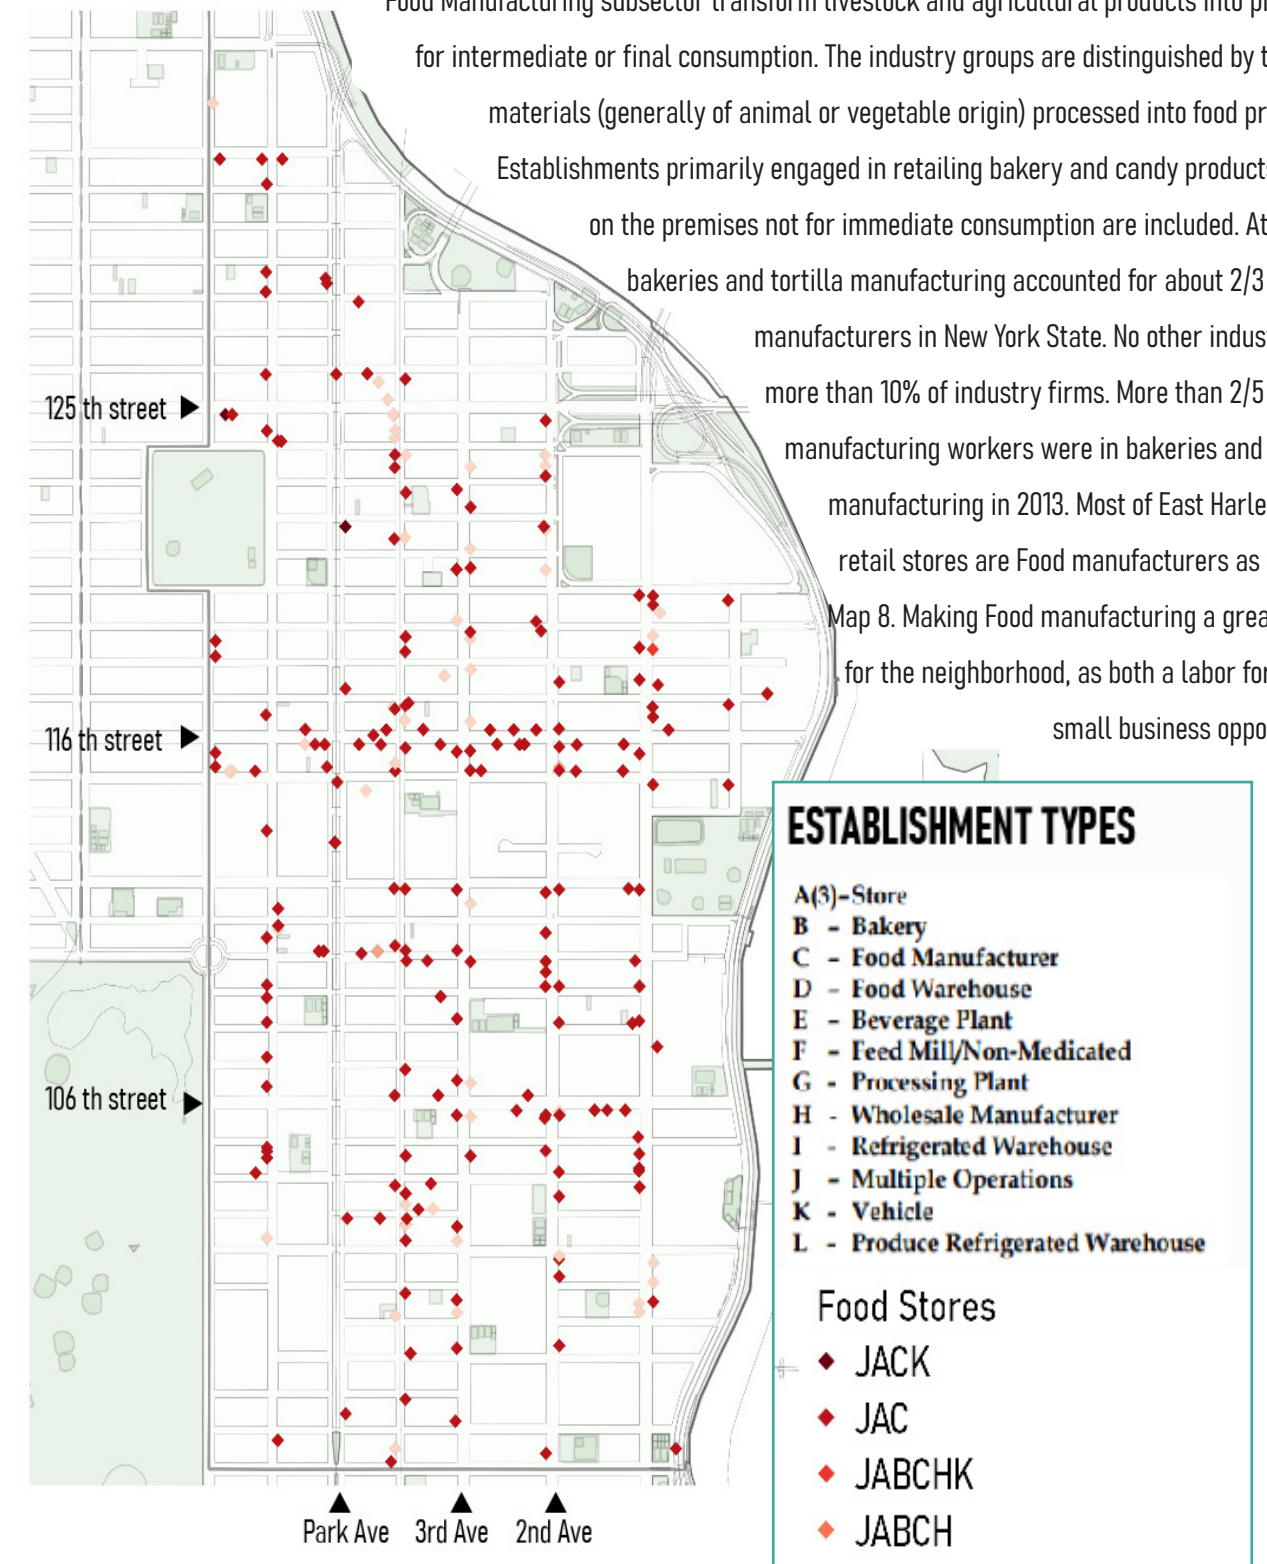 Food Manufacturing subsector transform livestock and agricultural products into
for intermediate or final consumption. The industry groups are distinguished by
materials (generally of animal or vegetable origin) processed into food
Establishments primarily engaged in retailing bakery and candy products
on the premises not for immediate consumption are included. At
bakeries and tortilla manufacturing accounted for about 2/3
manufacturers in New York State. No other
more than 10% of industry firms. More than 2/5
manufacturing workers were in bakeries and
manufacturing in 2013. Most of East
retail stores are Food manufacturers as
Map 8. Making Food manufacturing a
for the neighborhood, as both a labor
small business
125 th street
116 th street
106 th street
Park Ave
3rd Ave
2nd Ave
ESTABLISHMENT TYPES
A(3)-Store
B - Bakery
C - Food Manufacturer
D - Food Warehouse
E - Beverage Plant
F - Feed Mill/Non-Medicated
G - Processing Plant
H - Wholesale Manufacturer
I - Refrigerated Warehouse
J - Multiple Operations
K - Vehicle
L - Produce Refrigerated Warehouse
Food Stores
JACK
JAC
JABCHK
JABCH